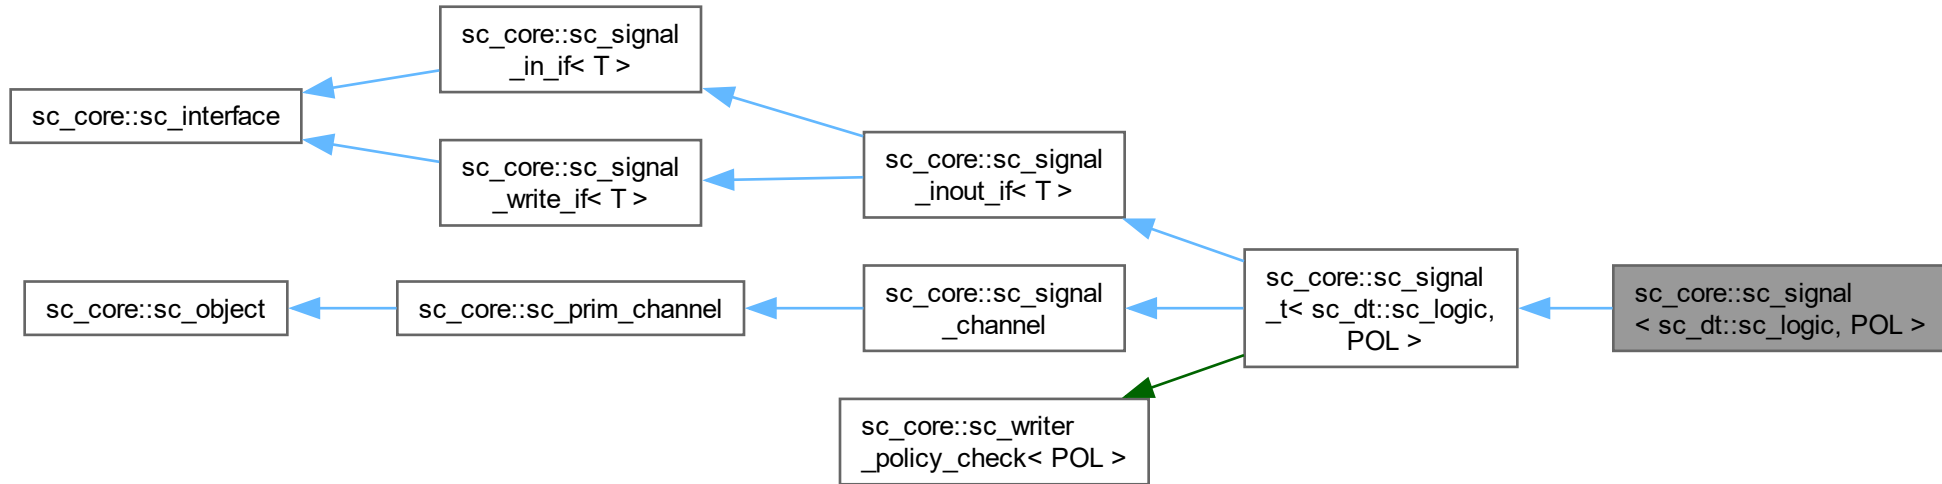 sc_core::sc_signal
_in_if< T >
sc_core::sc_interface
sc_core::sc_signal
_write_if< T >
sc_core::sc_signal
_inout_if< T >
sc_core::sc_object
sc_core::sc_prim_channel
sc_core::sc_signal
_channel
sc_core::sc_signal
_t< sc_dt::sc_logic,
POL >
sc_core::sc_signal
< sc_dt::sc_logic, POL >
sc_core::sc_writer
_policy_check< POL >